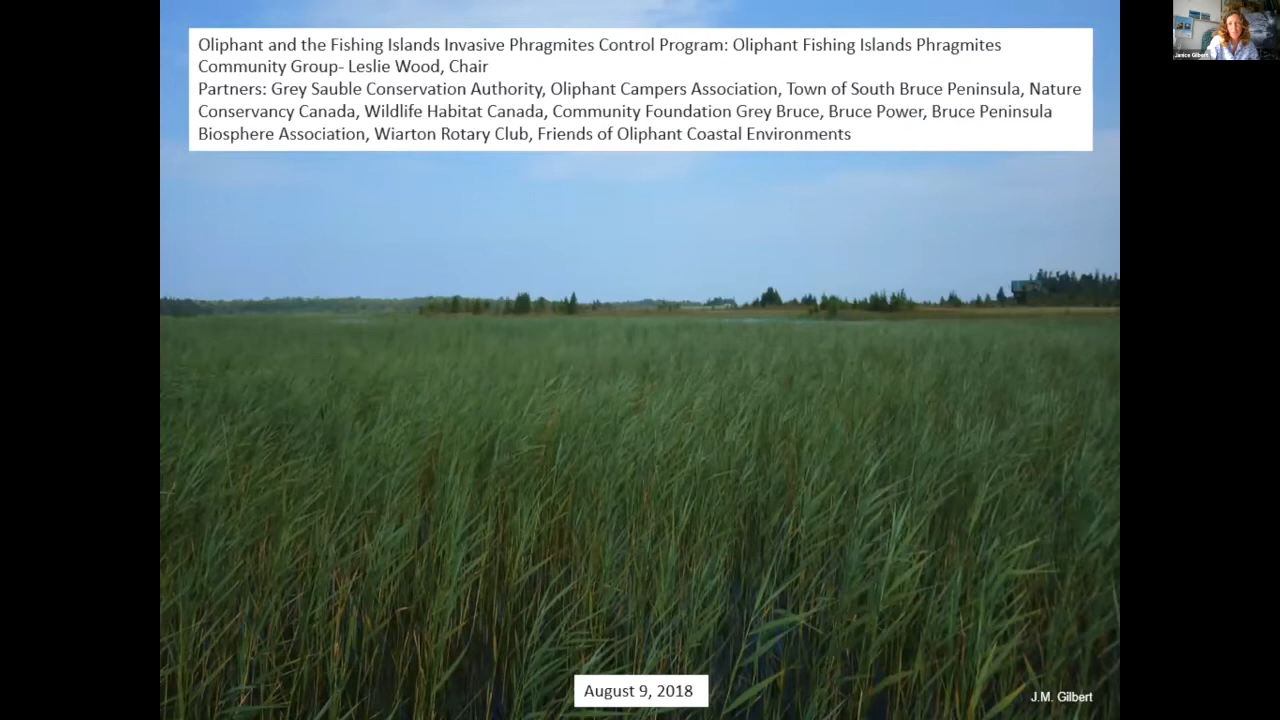 Oliphant and the Fishing Islands Invasive Phragmites Control Program: Oliphant Fishing Islands Phragmites
Community Group- Leslie Wood, Chair
Partners: Grey Sauble Conservation Authority, Oliphant Campers Association, Town of South Bruce Peninsula, Nature
Conservancy Canada, Wildlife Habitat Canada, Community Foundation Grey Bruce, Bruce Power, Bruce Peninsula
Biosphere Association, Wiarton Rotary Club, Friends of Oliphant Coastal Environments
Janice Gilbert
August 9, 2018
J.M. Gilbert